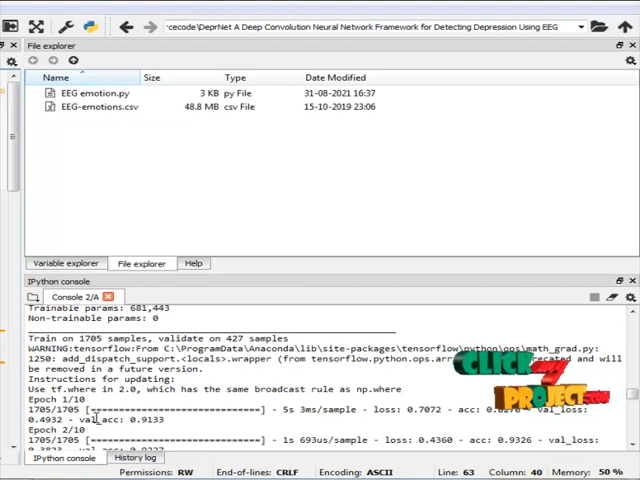 :ecode\DeprNet A Deep Convolution Neural Network Framework for Detecting Depression Using EEG
File explorer
Name Size Type Date Modified
EEG emotion.py 3 KB py File 31-08-2021 16:37
EEG-emotions.csv 48.8 MB csv File 15-10-2019 23:06
Variable explorer File explorer Help
IPython console
Console 2/A
Trainable params: 681,443
Non-trainable params: 0
Train on 1705 samples, validate on 427 samples
WARNING:tensorflow:From C:\ProgramData\Anaconda\lib\site-packages\tensorflow\python\ops\math_grad.py:
1250: add_dispatch_support.<locals>.wrapper (from tensorflow.python.ops.array and will
be removed in a future version.
Instructions for updating:
Use tf.where in 2.0, which has the same broadcast rule as np.where
Epoch 1/10
1705/1705 [==============================] - 5s 3ms/sample - loss: 0.7072 - acc: val_loss:
0.4932 - val_acc: 0.9133
Epoch 2/10
1705/1705 [==============================] - 1s 693us/sample - loss: 0.4360 - acc: 0.9326 - val_loss:
CLICK MY
PROJECT.com
IPython console History log
Permissions: RW End-of-lines: CRLF Encoding: ASCII Line: 63 Column: 40 Memory: 50 %